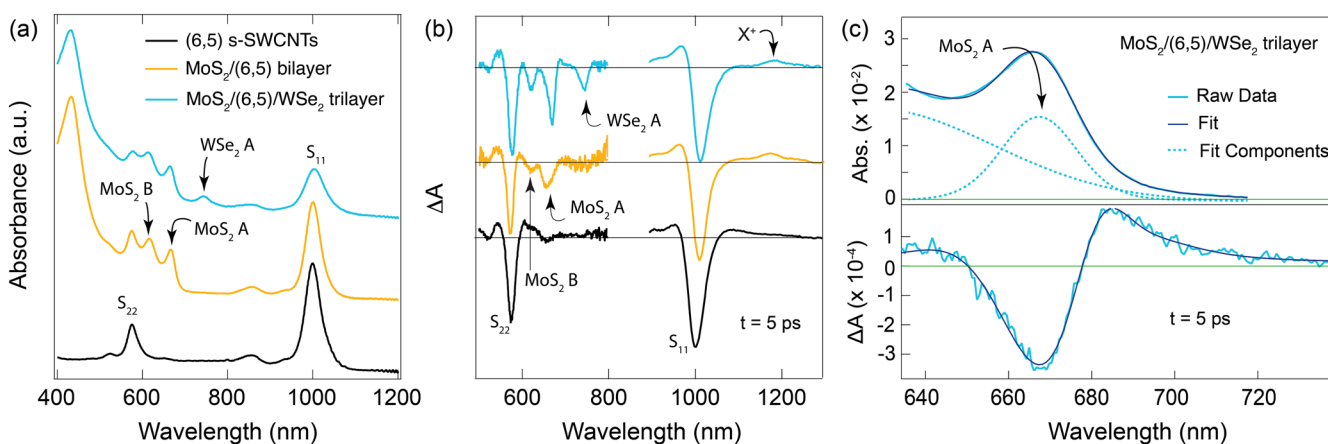 (a)
(6,5) s-SWCNTs
MoS₂/(6,5) bilayer
MoS₂/(6,5)/WSe₂ trilayer
WSe₂ A
S₁₁
MoS₂ B
MoS₂ A
S₂₂
Absorbance (a.u.)
400 600 800 1000 1200
Wavelength (nm)
(b)
X⁺
WSe₂ A
MoS₂ A
MoS₂ B
S₂₂
S₁₁
t = 5 ps
ΔA
600 800 1000 1200
Wavelength (nm)
(c)
MoS₂ A
MoS₂/(6,5)/WSe₂ trilayer
Raw Data
Fit
Fit Components
Abs. (x 10⁻²)
3
2
1
0
ΔA (x 10⁻⁴)
1
0
-1
-2
-3
t = 5 ps
640 660 680 700 720
Wavelength (nm)